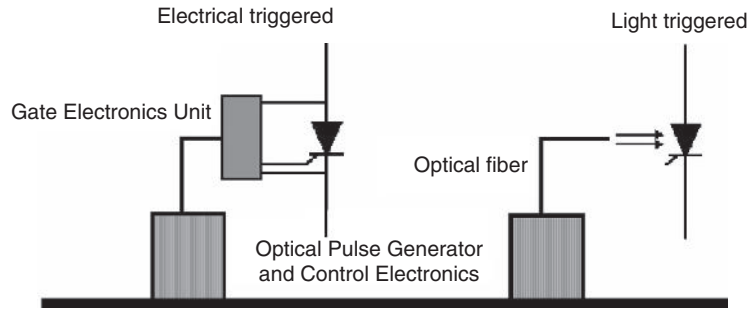 Electrical triggered
Light triggered
Gate Electronics Unit
Optical fiber
Optical Pulse Generator
and Control Electronics